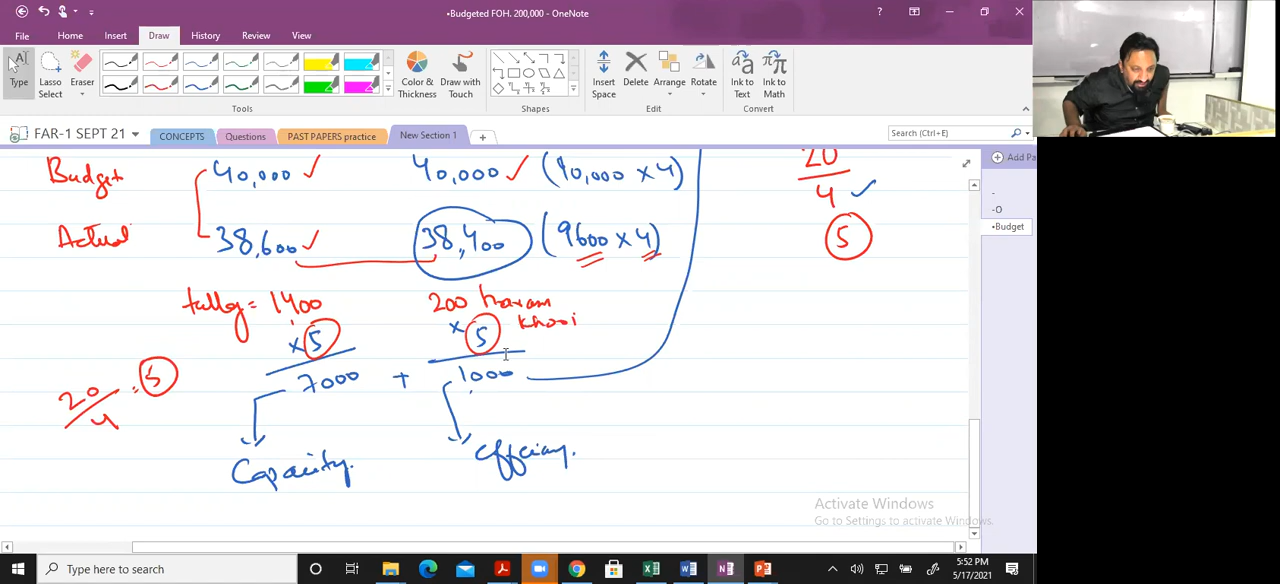 •Budgeted FOH. 200,000 - OneNote
File Home Insert Draw History Review View
Type
Lasso Select
Eraser
Color & Thickness
Draw with Touch
Insert Space
Delete
Arrange
Rotate
Ink to Text
Ink to Math
Tools Shapes Edit Convert
FAR-1 SEPT 21 CONCEPTS Questions PAST PAPERS practice New Section 1
Search (Ctrl+E)
Add Pa
-
-O
•Budget
Budget 40,000 ✓ 40,000 ✓ (10,000 × 4)
20
4 ✓
5
Actual 38,600 ✓ 38,400 (9600 × 4)
tullg = 1400 200 haram
× 5 × 5 khoori
20/4 = 5
7000 + 1000
Capacity. Effciany.
Activate Windows
Go to Settings to activate Windows.
Type here to search
5:52 PM
5/17/2021